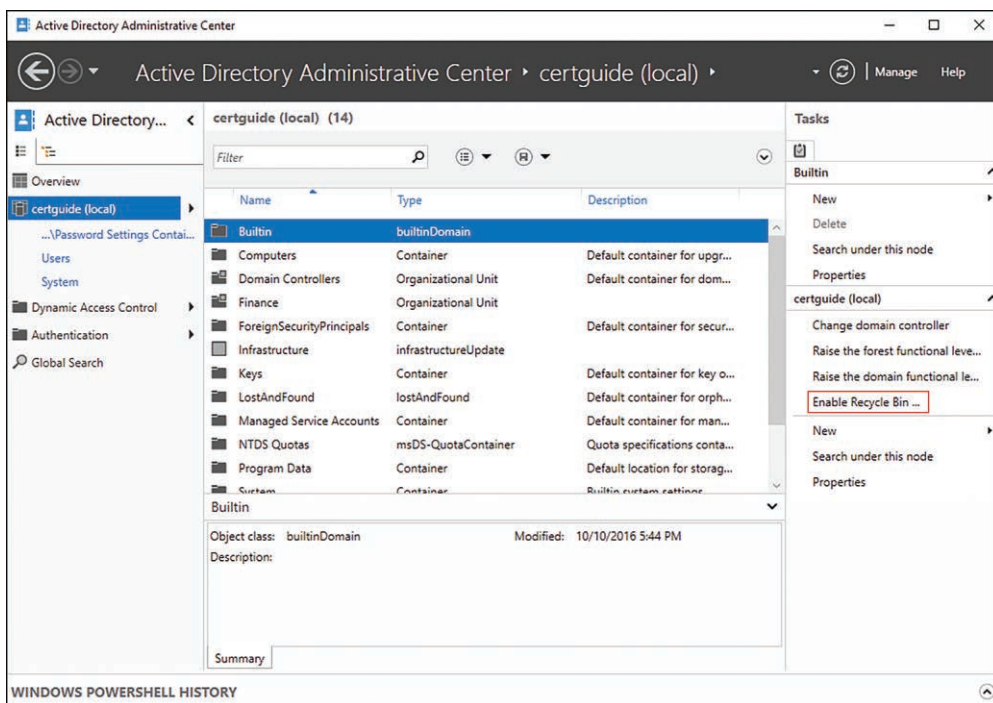 Active Directory Administrative Center
Active Directory Administrative Center • certguide (local) •
Manage
Help
Active Directory...
Overview
certguide (local)
...\Password Settings Contai...
Users
System
Dynamic Access Control
Authentication
Global Search
certguide (local) (14)
Filter
Name Type Description
Builtin builtinDomain
Computers Container Default container for upgr...
Domain Controllers Organizational Unit Default container for dom...
Finance Organizational Unit
ForeignSecurityPrincipals Container Default container for secur...
Infrastructure infrastructureUpdate
Keys Container Default container for key o...
LostAndFound lostAndFound Default container for orph...
Managed Service Accounts Container Default container for man...
NTDS Quotas msDS-QuotaContainer Quota specifications conta...
Program Data Container Default location for storag...
System Container Builtin system settings
Builtin
Object class: builtinDomain Modified: 10/10/2016 5:44 PM
Description:
Summary
Tasks
Builtin
New
Delete
Search under this node
Properties
certguide (local)
Change domain controller
Raise the forest functional leve...
Raise the domain functional le...
Enable Recycle Bin ...
New
Search under this node
Properties
WINDOWS POWERSHELL HISTORY